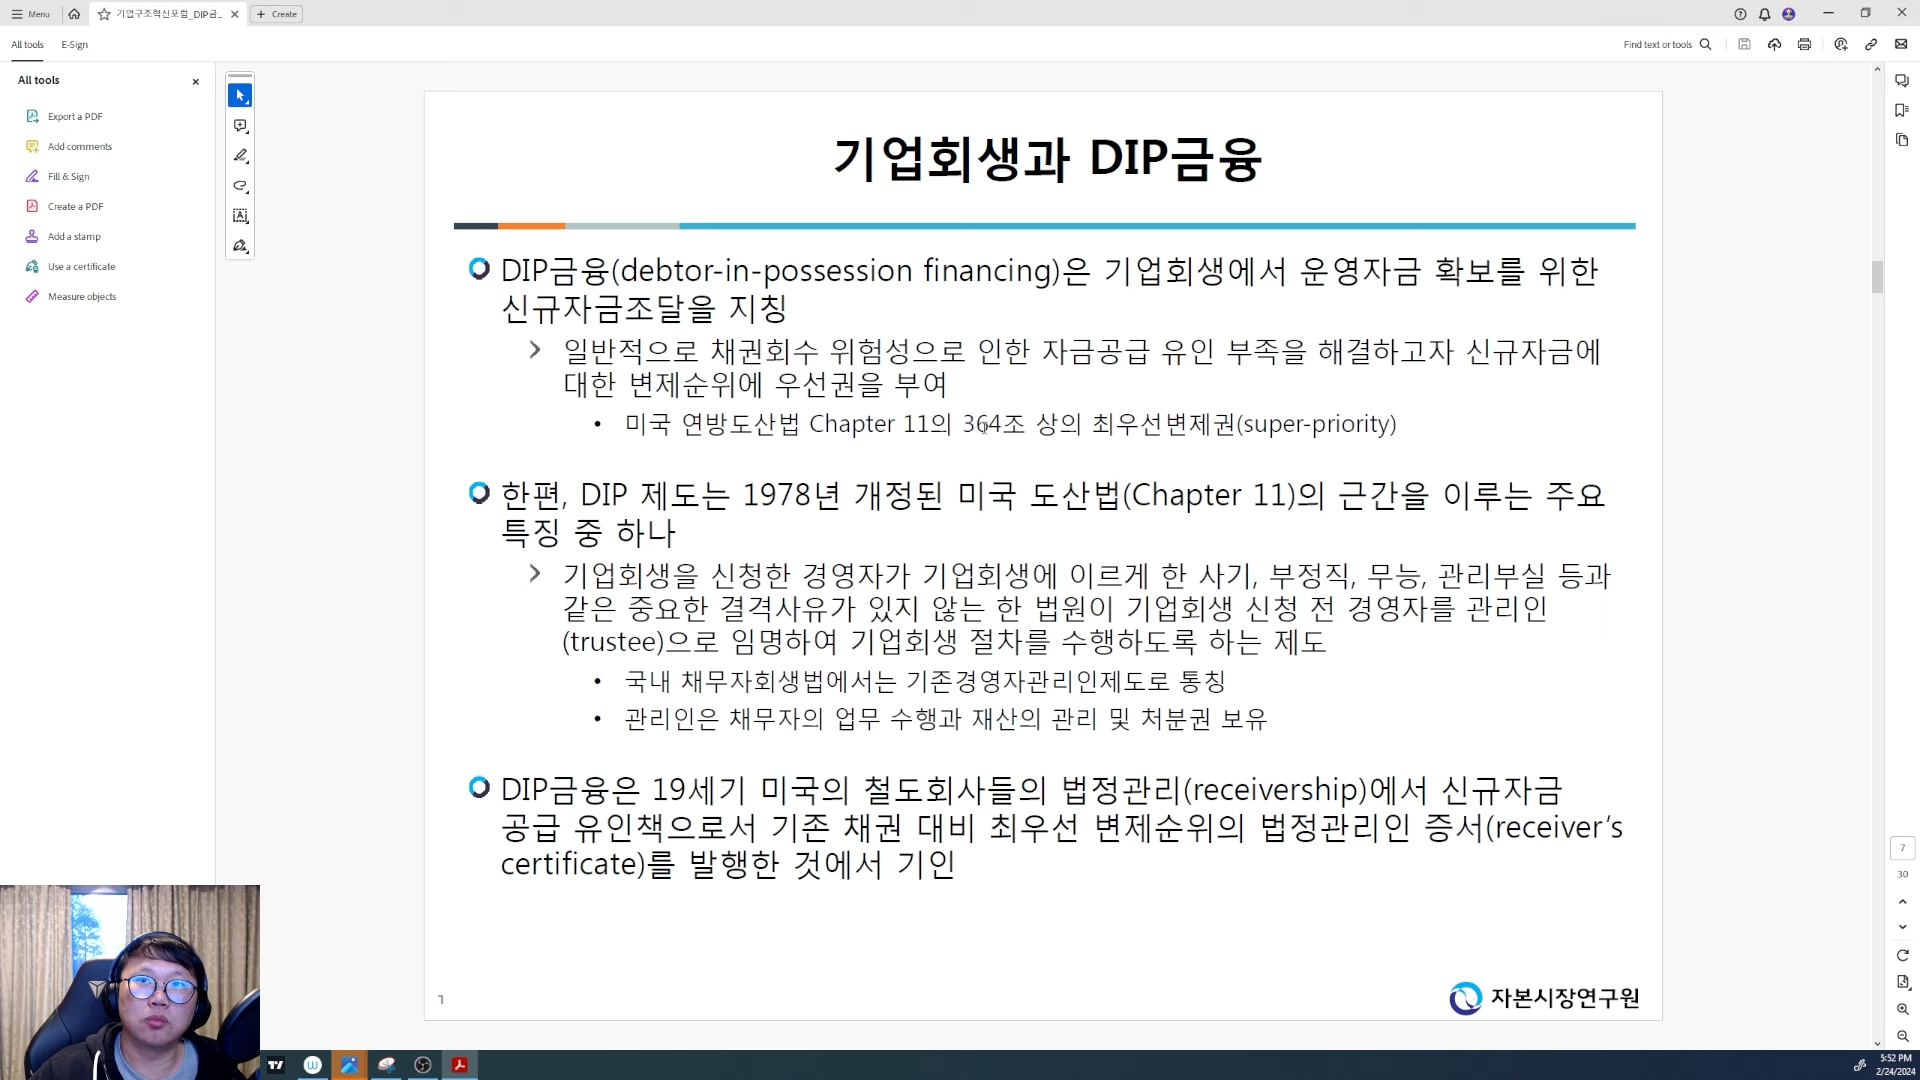 Menu
기업구조혁신포럼_DIP금...
Create
All tools
E-Sign
Find text or tools
All tools
Export a PDF
Add comments
Fill & Sign
Create a PDF
Add a stamp
Use a certificate
Measure objects
기업회생과 DIP금융
DIP금융(debtor-in-possession financing)은 기업회생에서 운영자금 확보를 위한
신규자금조달을 지칭
일반적으로 채권회수 위험성으로 인한 자금공급 유인 부족을 해결하고자 신규자금에
대한 변제순위에 우선권을 부여
• 미국 연방도산법 Chapter 11의 364조 상의 최우선변제권(super-priority)
한편, DIP 제도는 1978년 개정된 미국 도산법(Chapter 11)의 근간을 이루는 주요
특징 중 하나
기업회생을 신청한 경영자가 기업회생에 이르게 한 사기, 부정직, 무능, 관리부실 등과
같은 중요한 결격사유가 있지 않는 한 법원이 기업회생 신청 전 경영자를 관리인
(trustee)으로 임명하여 기업회생 절차를 수행하도록 하는 제도
• 국내 채무자회생법에서는 기존경영자관리인제도로 통칭
• 관리인은 채무자의 업무 수행과 재산의 관리 및 처분권 보유
DIP금융은 19세기 미국의 철도회사들의 법정관리(receivership)에서 신규자금
공급 유인책으로서 기존 채권 대비 최우선 변제순위의 법정관리인 증서(receiver's
certificate)를 발행한 것에서 기인
자본시장연구원
7
30
5:52 PM
2/24/2024